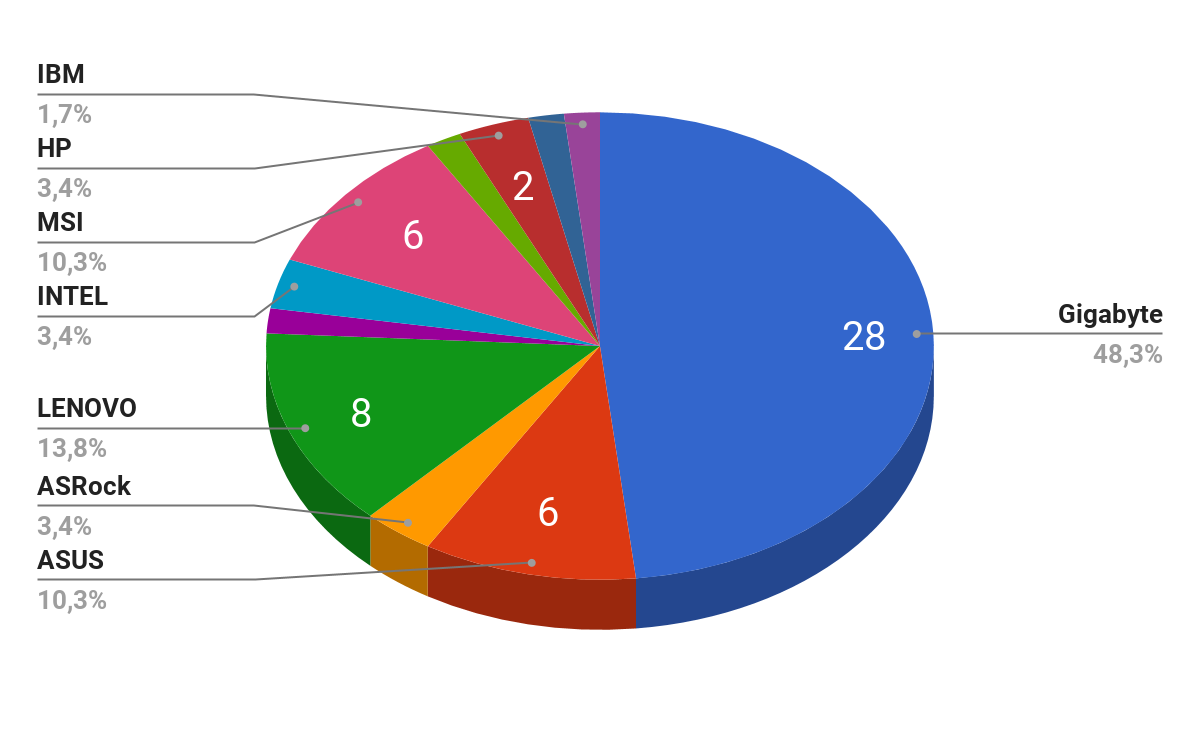 IBM
1,7%
HP
3,4%
MSI
10,3%
INTEL
3,4%
LENOVO
13,8%
ASRock
3,4%
ASUS
10,3%
2
6
8
6
28
Gigabyte
48,3%